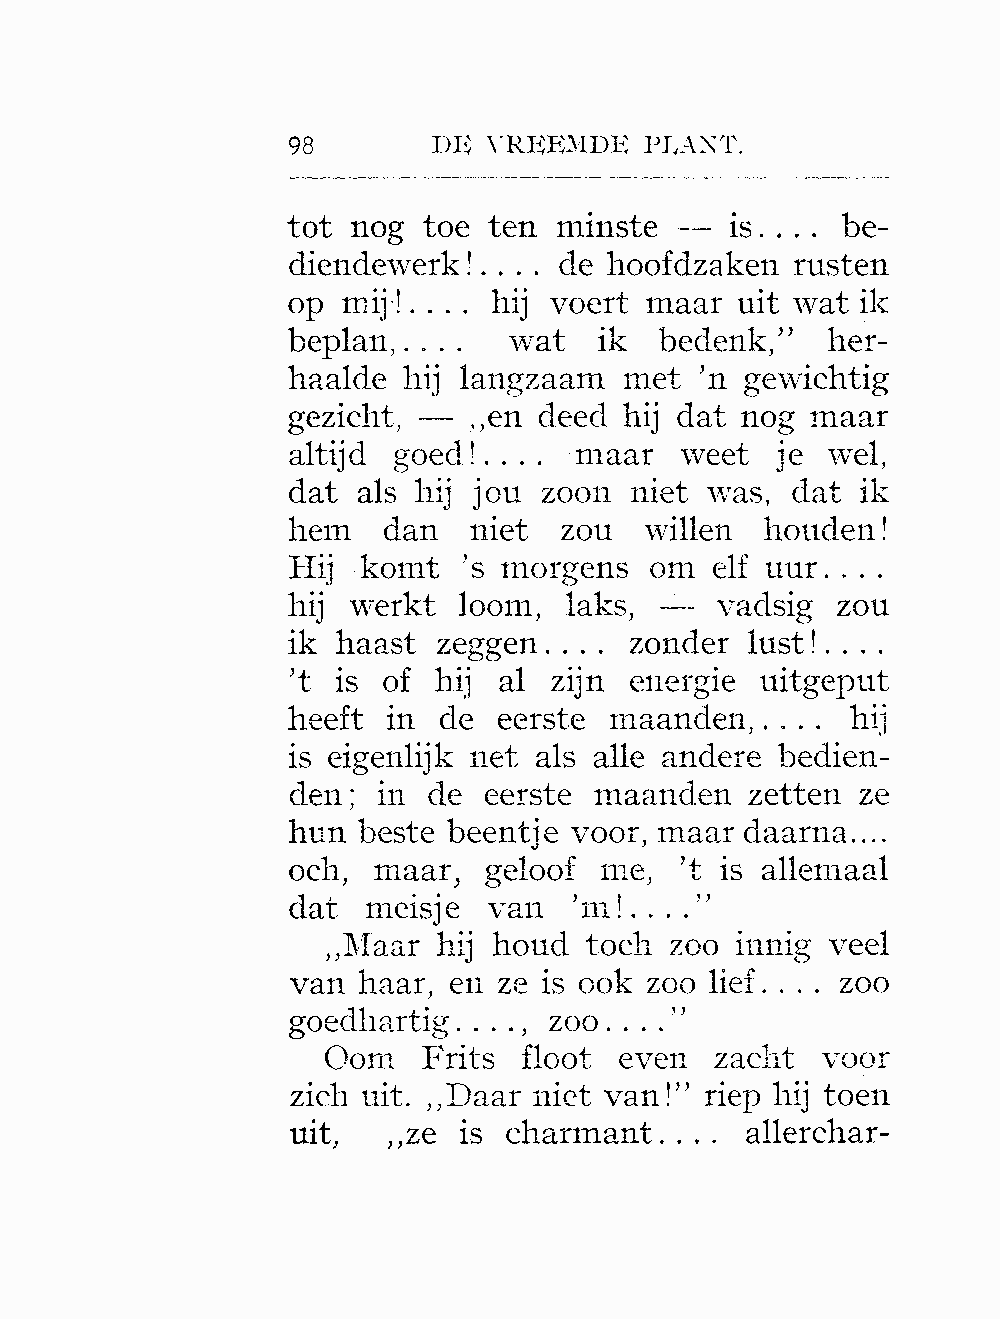 98 DE VREEMDE PLANT.
tot nog toe ten minste — is.... be-
diendewerk!.... de hoofdzaken rusten
op mij!.... hij voert maar uit wat ik
beplan,.... wat ik bedenk,” her-
haalde hij langzaam met ’n gewichtig
gezicht, — „en deed hij dat nog maar
altijd goed!.... maar weet je wel,
dat als hij jou zoon niet was, dat ik
hem dan niet zou willen houden!
Hij komt ’s morgens om elf uur....
hij werkt loom, laks, — vadsig zou
ik haast zeggen.... zonder lust!....
’t is of hij al zijn energie uitgeput
heeft in de eerste maanden,.... hij
is eigenlijk net als alle andere bedien-
den; in de eerste maanden zetten ze
hun beste beentje voor, maar daarna....
och, maar, geloof me, ’t is allemaal
dat meisje van ’m!....”
„Maar hij houd toch zoo innig veel
van haar, en ze is ook zoo lief.... zoo
goedhartig...., zoo....”
Oom Frits floot even zacht voor
zich uit. „Daar niet van!” riep hij toen
uit, „ze is charmant.... allerchar-